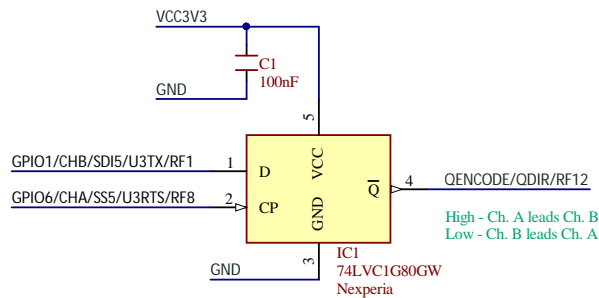 VCC3V3
C1
100nF
GND
5
GPIO1/CHB/SDI5/U3TX/RF1
1
D
VCC
Q
4
QENCODE/QDIR/RF12
GPIO6/CHA/SS5/U3RTS/RF8
2
CP
GND
High - Ch. A leads Ch. B
Low - Ch. B leads Ch. A
3
IC1
GND
74LVC1G80GW
Nexperia